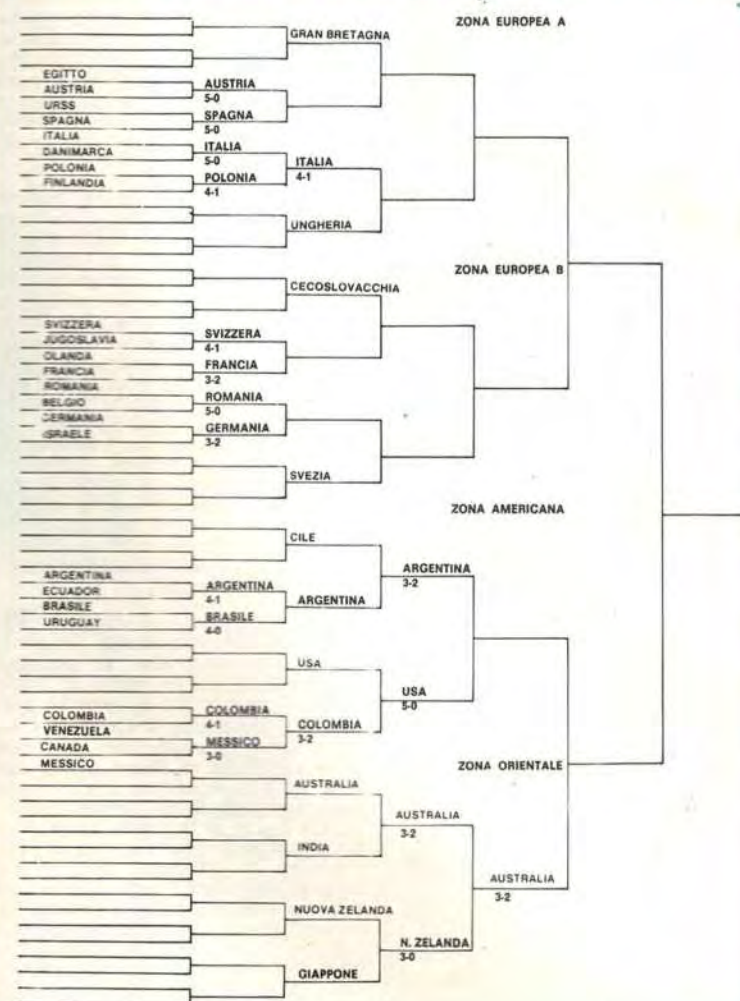 ZONA EUROPEA A
GRAN BRETAGNA
EGITTO
AUSTRIA
AUSTRIA
5-0
URSS
SPAGNA
SPAGNA
5-0
ITALIA
DANIMARCA
ITALIA
5-0
ITALIA
4-1
POLONIA
FINLANDIA
POLONIA
4-1
UNGHERIA
ZONA EUROPEA B
CECOSLOVACCHIA
SVIZZERA
JUGOSLAVIA
SVIZZERA
4-1
OLANDA
FRANCIA
FRANCIA
3-2
ROMANIA
BELGIO
ROMANIA
5-0
GERMANIA
ISRAELE
GERMANIA
3-2
SVEZIA
ZONA AMERICANA
CILE
ARGENTINA
3-2
ARGENTINA
ECUADOR
ARGENTINA
4-1
ARGENTINA
BRASILE
URUGUAY
BRASILE
4-0
USA
USA
5-0
COLOMBIA
VENEZUELA
COLOMBIA
4-1
COLOMBIA
3-2
CANADA
MESSICO
MESSICO
3-0
ZONA ORIENTALE
AUSTRALIA
AUSTRALIA
3-2
INDIA
AUSTRALIA
3-2
NUOVA ZELANDA
N. ZELANDA
3-0
GIAPPONE